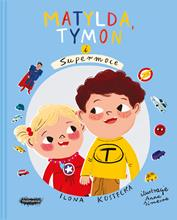 MATYLDA,
TYMON
i
Supermoce
T
ILONA KOSTECKA
ilustracje
Anna
Simeone